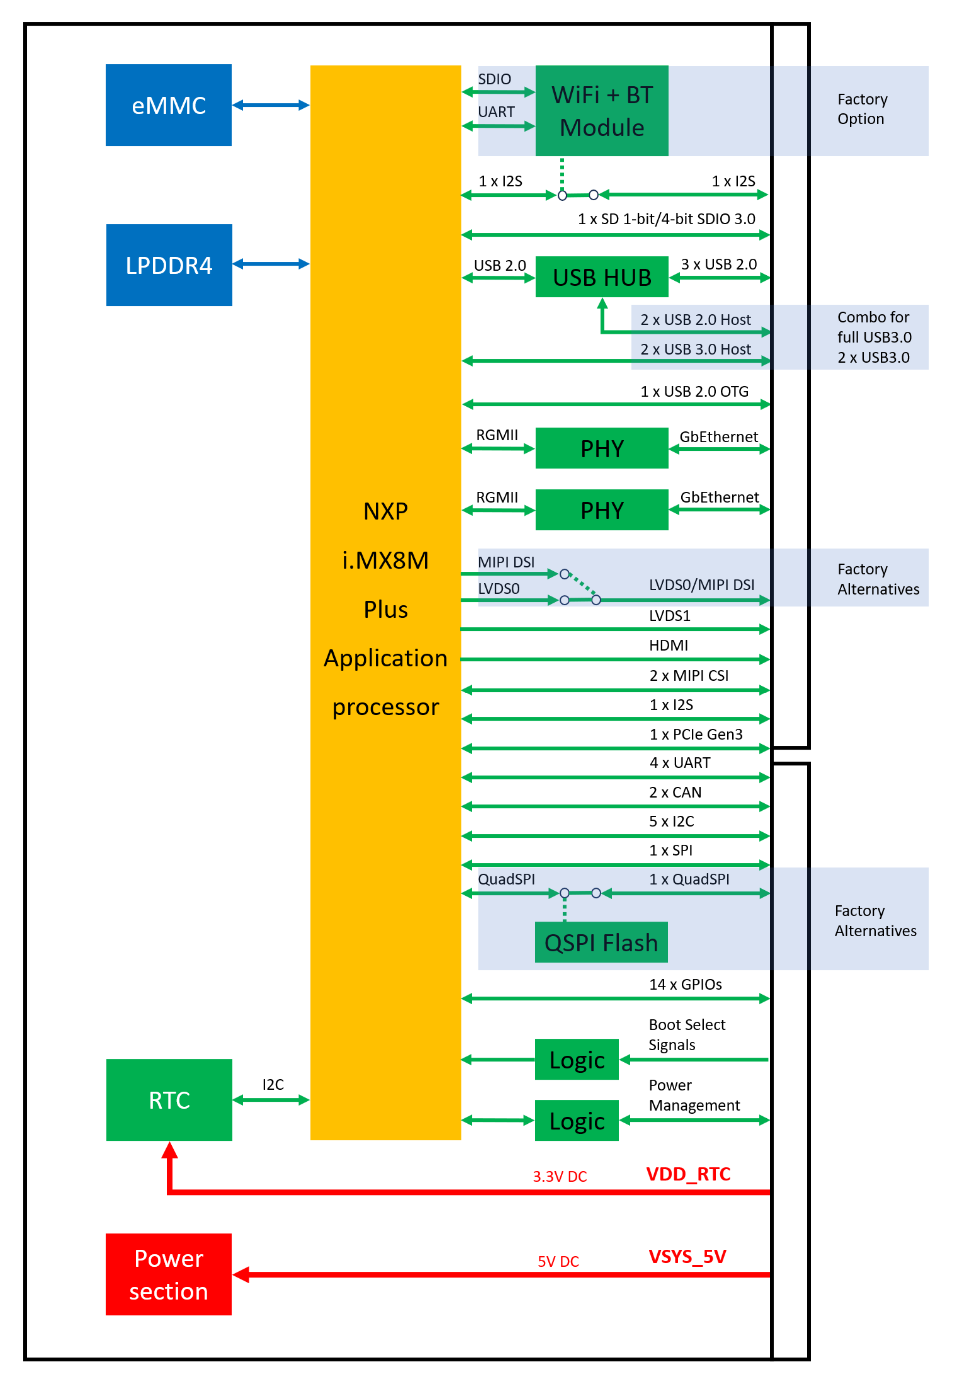 eMMC
SDIO
UART
WiFi + BT
Module
Factory
Option
1 x I2S
1 x I2S
1 x SD 1-bit/4-bit SDIO 3.0
LPDDR4
USB 2.0
USB HUB
3 x USB 2.0
2 x USB 2.0 Host
2 x USB 3.0 Host
Combo for
full USB3.0
2 x USB3.0
1 x USB 2.0 OTG
RGMII
PHY
GbEthernet
RGMII
PHY
GbEthernet
NXP
i.MX8M
Plus
Application
processor
MIPI DSI
LVDS0
LVDS0/MIPI DSI
Factory
Alternatives
LVDS1
HDMI
2 x MIPI CSI
1 x I2S
1 x PCIe Gen3
4 x UART
2 x CAN
5 x I2C
1 x SPI
QuadSPI
1 x QuadSPI
QSPI Flash
Factory
Alternatives
14 x GPIOs
Boot Select
Signals
Logic
RTC
I2C
Power
Management
Logic
3.3V DC
VDD_RTC
Power
section
5V DC
VSYS_5V